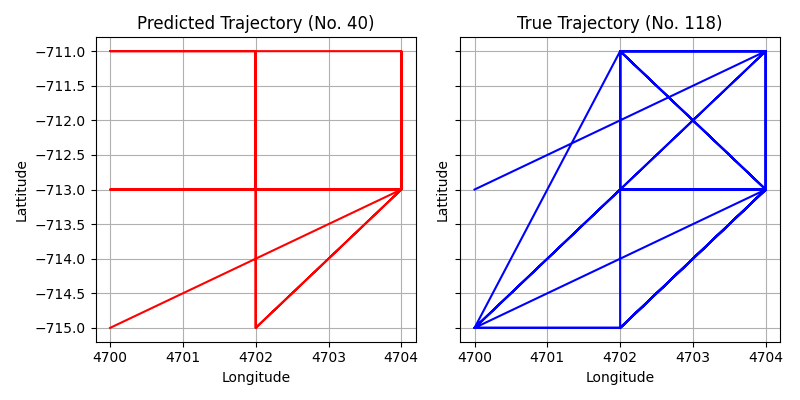 Predicted Trajectory (No. 40)
True Trajectory (No. 118)
−711.0
−711.5
−712.0
−712.5
−713.0
−713.5
−714.0
−714.5
−715.0
Lattitude
Lattitude
4700 4701 4702 4703 4704
4700 4701 4702 4703 4704
Longitude
Longitude